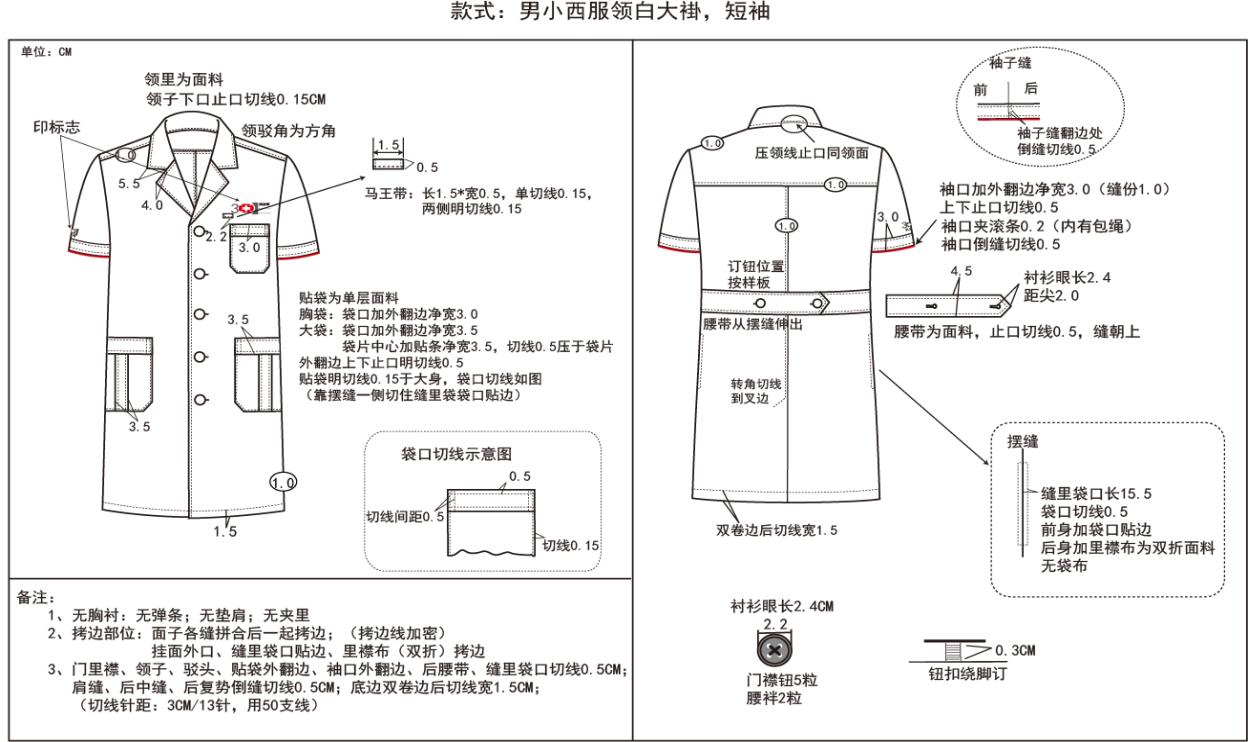 款式：男小西服领白大褂，短袖
单位：CM
领里为面料
领子下口止口切线0.15CM
印标志
领驳角为方角
1.0
5.5
4.0
3.0
2.2
3.0
1.5
0.5
马王带：长1.5*宽0.5，单切线0.15，
两侧明切线0.15
贴袋为单层面料
胸袋：袋口加外翻边净宽3.0
大袋：袋口加外翻边净宽3.5
袋片中心加贴条净宽3.5，切线0.5压于袋片
外翻边上下止口明切线0.5
贴袋明切线0.15于大身，袋口切线如图
（靠摆缝一侧切住缝里袋袋口贴边）
3.5
3.5
1.0
1.5
袋口切线示意图
0.5
切线间距0.5
切线0.15
备注：
1、无胸衬：无弹条；无垫肩；无夹里
2、拷边部位：面子各缝拼合后一起拷边；（拷边线加密）
挂面外口、缝里袋口贴边、里襟布（双折）拷边
3、门里襟、领子、驳头、贴袋外翻边、袖口外翻边、后腰带、缝里袋口切线0.5CM；
肩缝、后中缝、后复势倒缝切线0.5CM；底边双卷边后切线宽1.5CM；
（切线针距：3CM/13针，用50支线）
袖子缝
前
后
袖子缝翻边处
倒缝切线0.5
1.0
压领线止口同领面
1.0
1.0
3.0
袖口加外翻边净宽3.0（缝份1.0）
上下止口切线0.5
袖口夹滚条0.2（内有包绳）
袖口倒缝切线0.5
订钮位置
按样板
4.5
衬衫眼长2.4
距尖2.0
腰带为面料，止口切线0.5，缝朝上
腰带从摆缝伸出
转角切线
到叉边
双卷边后切线宽1.5
摆缝
缝里袋口长15.5
袋口切线0.5
前身加袋口贴边
后身加里襟布为双折面料
无袋布
衬衫眼长2.4CM
2.2
门襟钮5粒
腰袢2粒
0.3CM
钮扣绕脚订